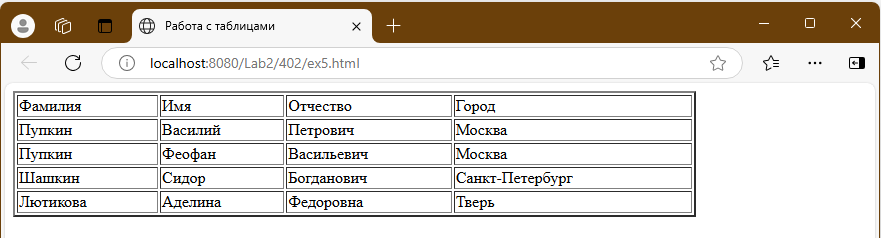 Работа с таблицами
localhost:8080/Lab2/402/ex5.html
Фамилия Имя Отчество Город
Пупкин Василий Петрович Москва
Пупкин Феофан Васильевич Москва
Шашкин Сидор Богданович Санкт-Петербург
Лютикова Аделина Федоровна Тверь